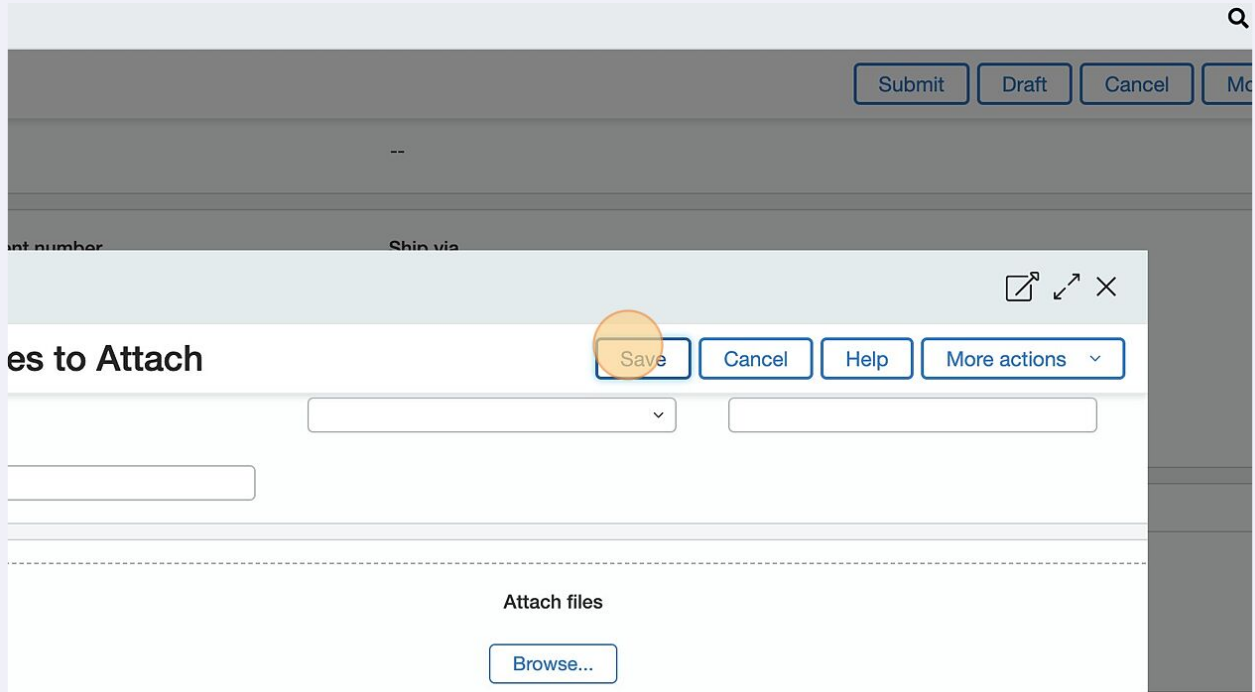 Submit Draft Cancel
--
Ship via
es to Attach
Save Cancel Help More actions
Attach files
Browse...